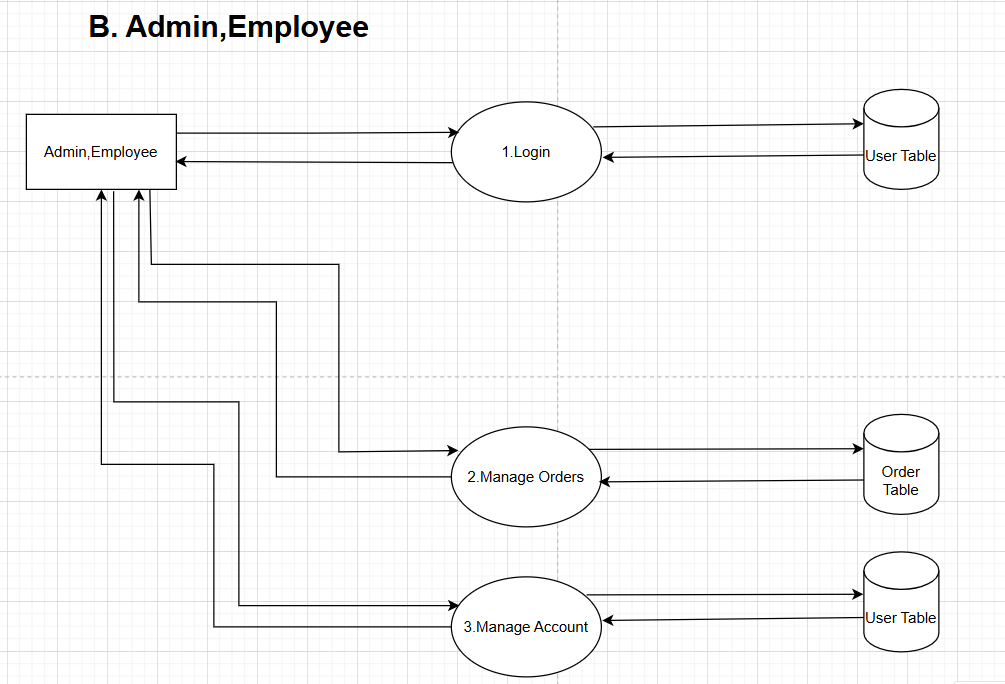 B. Admin,Employee
Admin,Employee
1.Login
User Table
2.Manage Orders
Order
Table
3.Manage Account
User Table